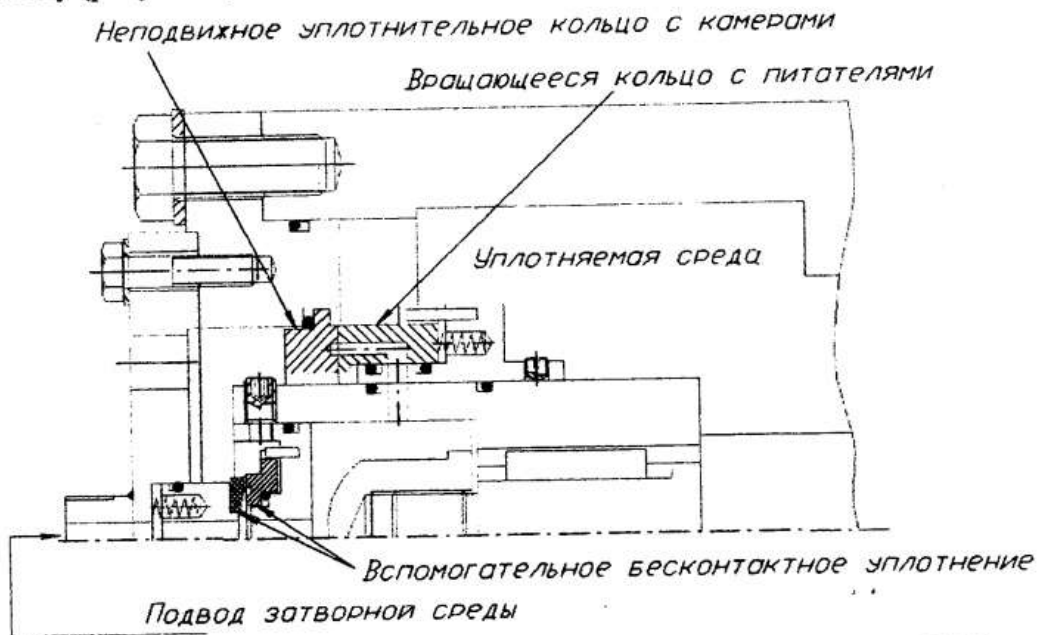 Неподвижное уплотнительное кольцо с камерами
Вращающееся кольцо с питателями
Уплотняемая среда
Вспомогательное бесконтактное уплотнение
Подвод затворной среды